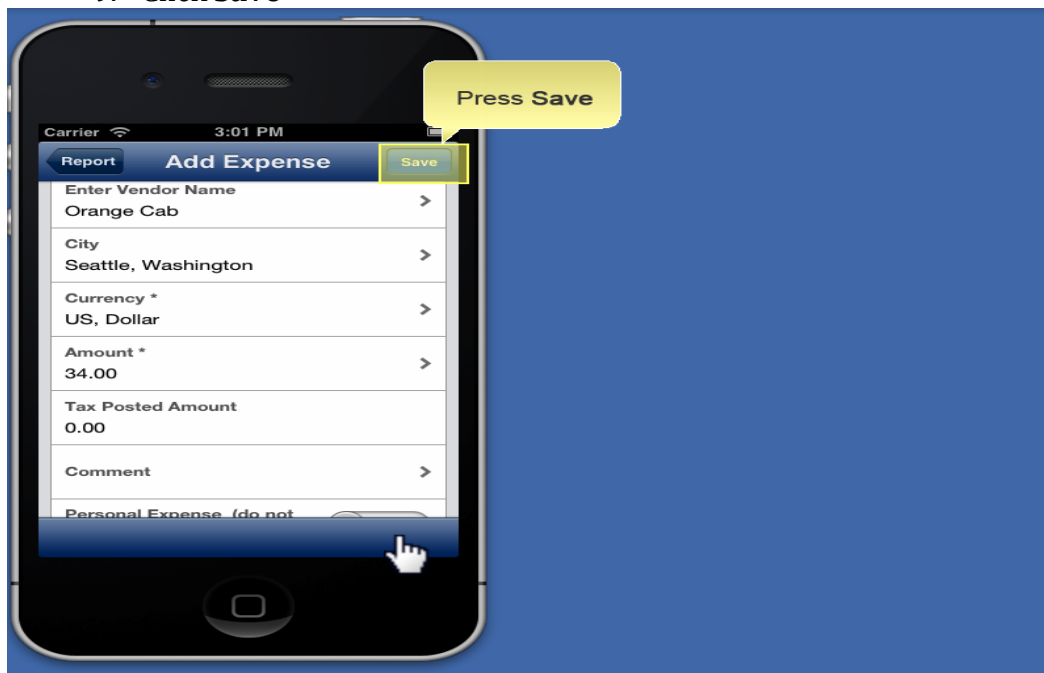 Press Save
Carrier 3:01 PM
Report Add Expense Save
Enter Vendor Name
Orange Cab
City
Seattle, Washington
Currency *
US, Dollar
Amount *
34.00
Tax Posted Amount
0.00
Comment
Personal Expense (do not